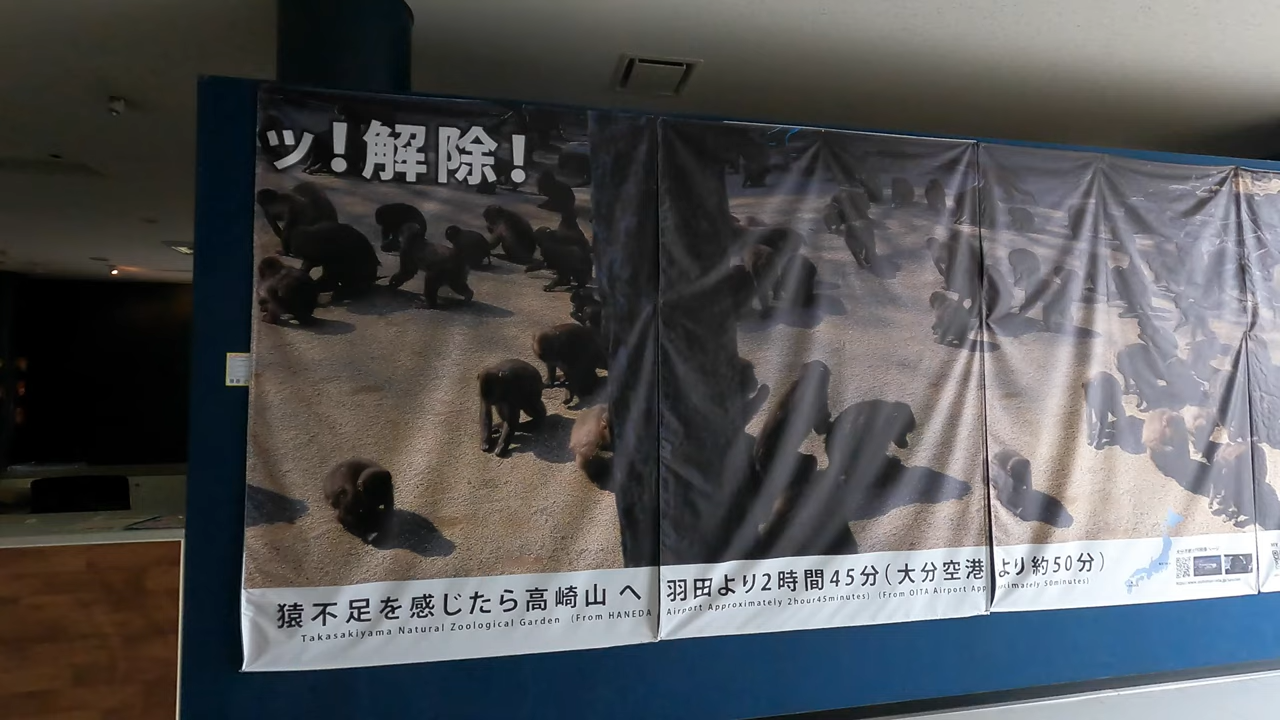 ッ!解除!
猿不足を感じたら高崎山へ 羽田より2時間45分(大分空港より約50分)
Takasakiyama Natural Zoological Garden (From HANEDA Airport Approximately 2hour45minutes) (From OITA Airport App roximately 50minutes)